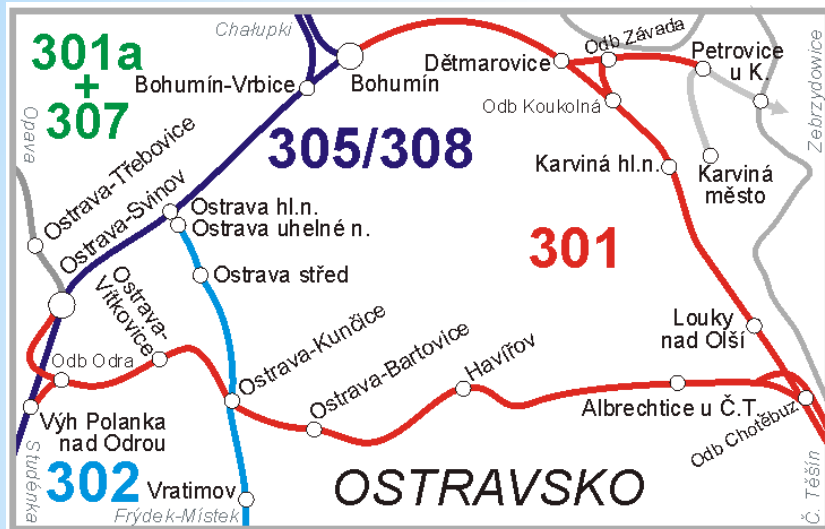 Chałupki
Odb Závada
301a
+
307
Dětmarovice
Petrovice
u K.
Bohumín-Vrbice
Bohumín
Odb Koukolná
Opava
Zebrzydowice
305/308
Karviná hl.n.
Karviná
město
Ostrava-Třebovice
Ostrava-Svinov
Ostrava hl.n.
Ostrava uhelné n.
301
Ostrava střed
Ostrava-
Vítkovice
Louky
nad Olší
Odb Odra
Ostrava-Kunčice
Ostrava-Bartovice
Havířov
Albrechtice u Č.T.
Odb Chotěbuz
Výh Polanka
nad Odrou
Studénka
302
Vratimov
OSTRAVSKO
Frýdek-Místek
Č. Těšín